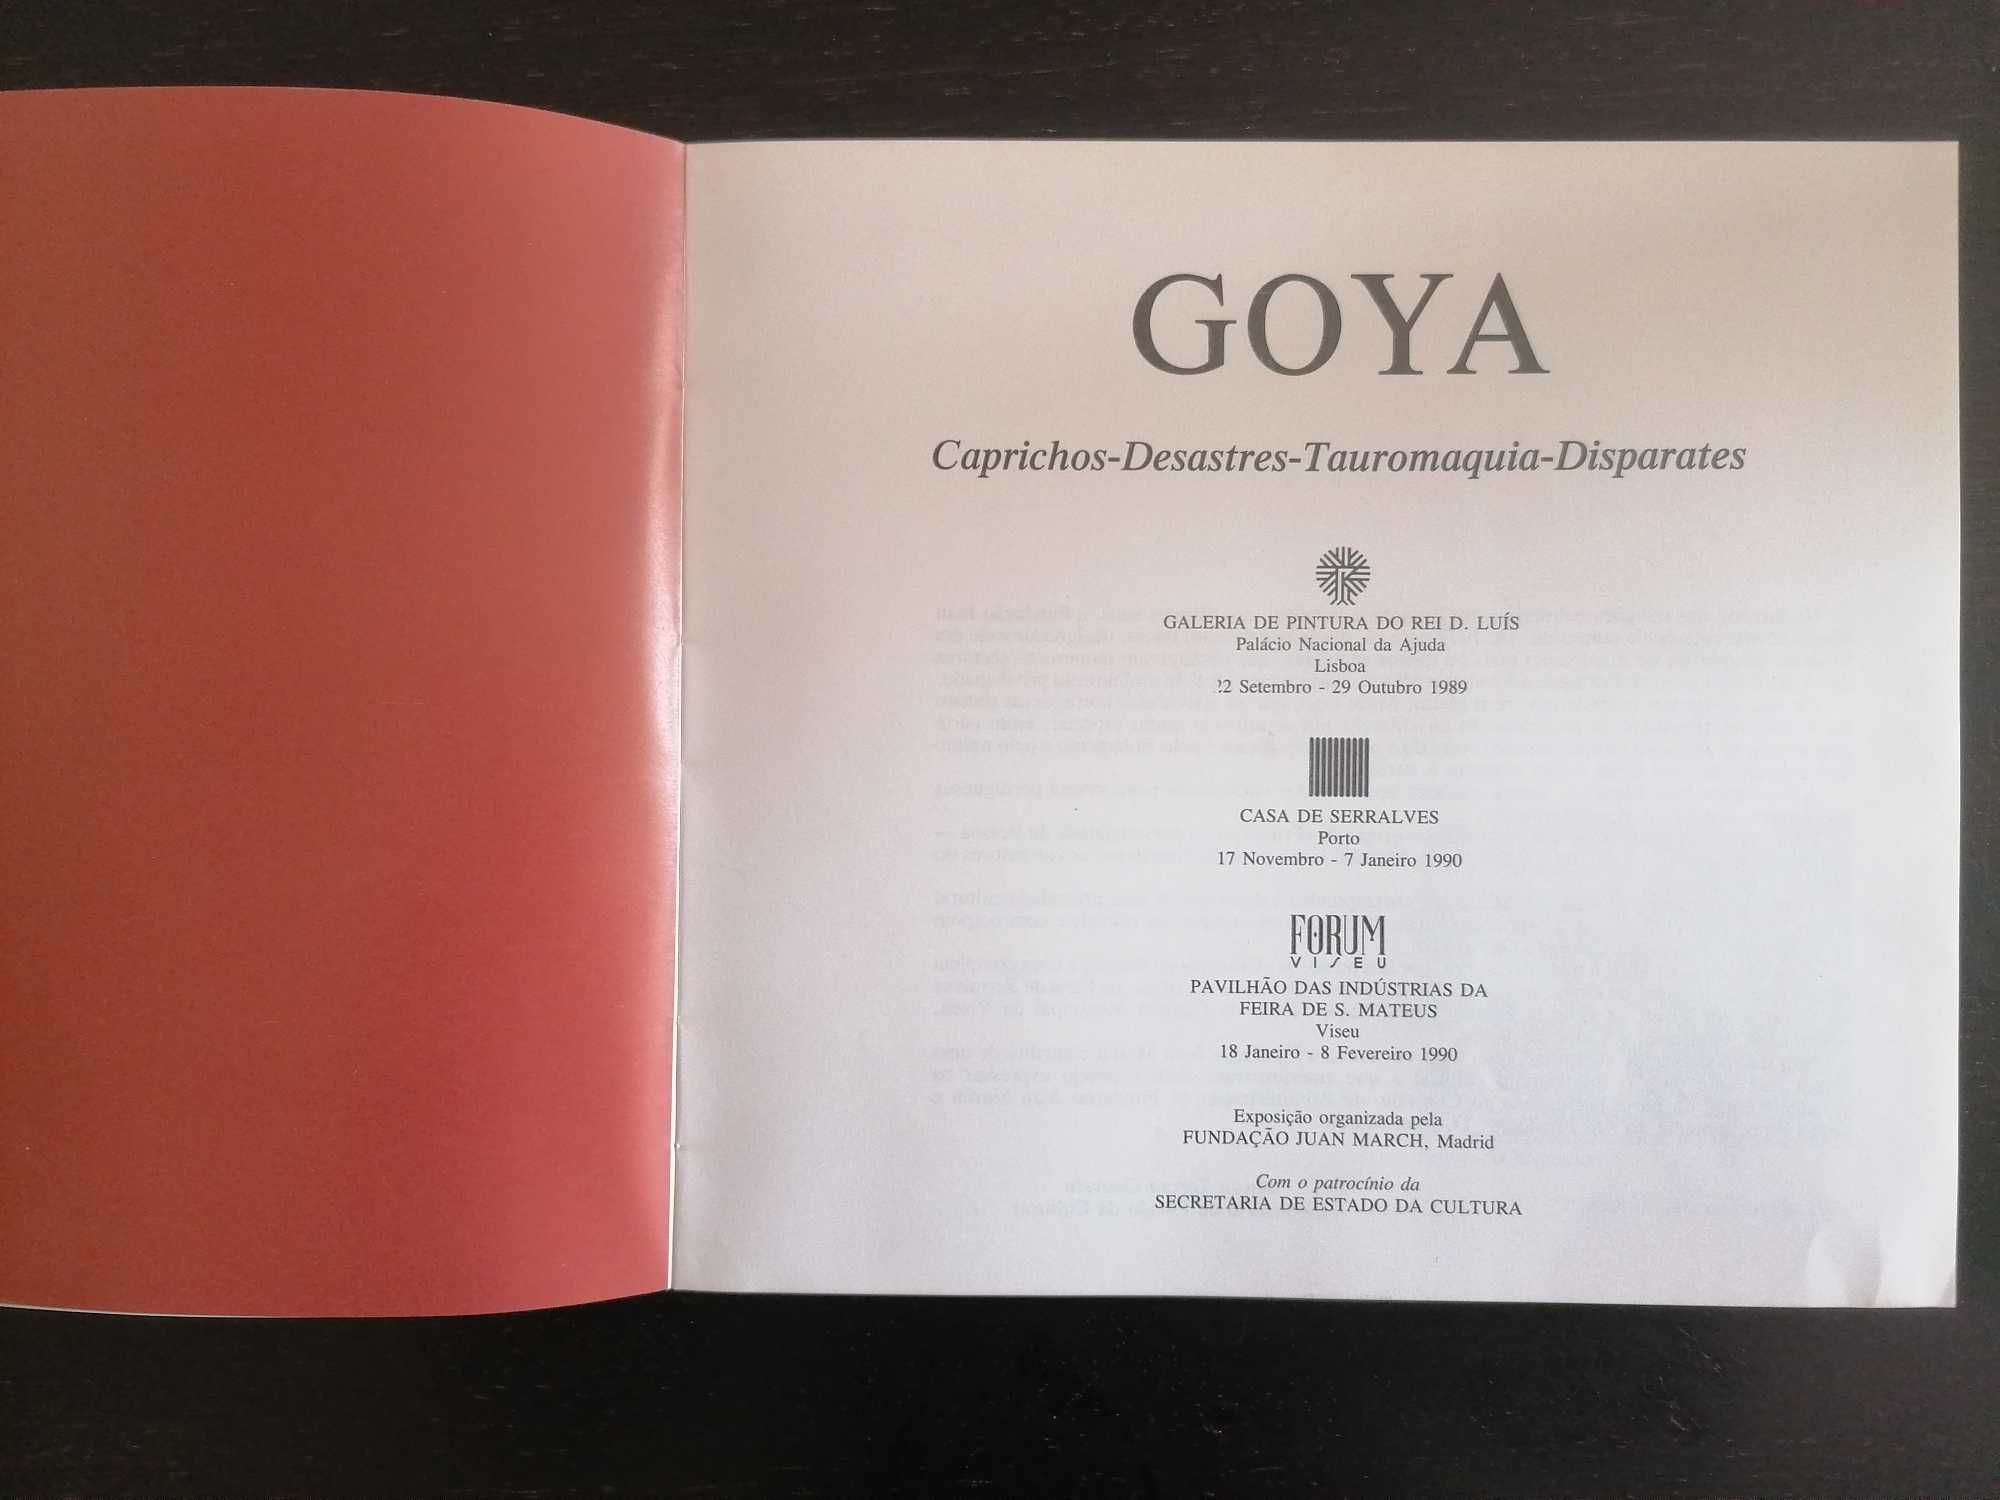 GOYA
Caprichos-Desastres-Tauromaquia-Disparates
GALERIA DE PINTURA DO REI D. LUÍS
Palácio Nacional da Ajuda
Lisboa
22 Setembro - 29 Outubro 1989
CASA DE SERRALVES
Porto
17 Novembro - 7 Janeiro 1990
FORUM
VISEU
PAVILHÃO DAS INDÚSTRIAS DA
FEIRA DE S. MATEUS
Viseu
18 Janeiro - 8 Fevereiro 1990
Exposição organizada pela
FUNDAÇÃO JUAN MARCH, Madrid
Com o patrocínio da
SECRETARIA DE ESTADO DA CULTURA